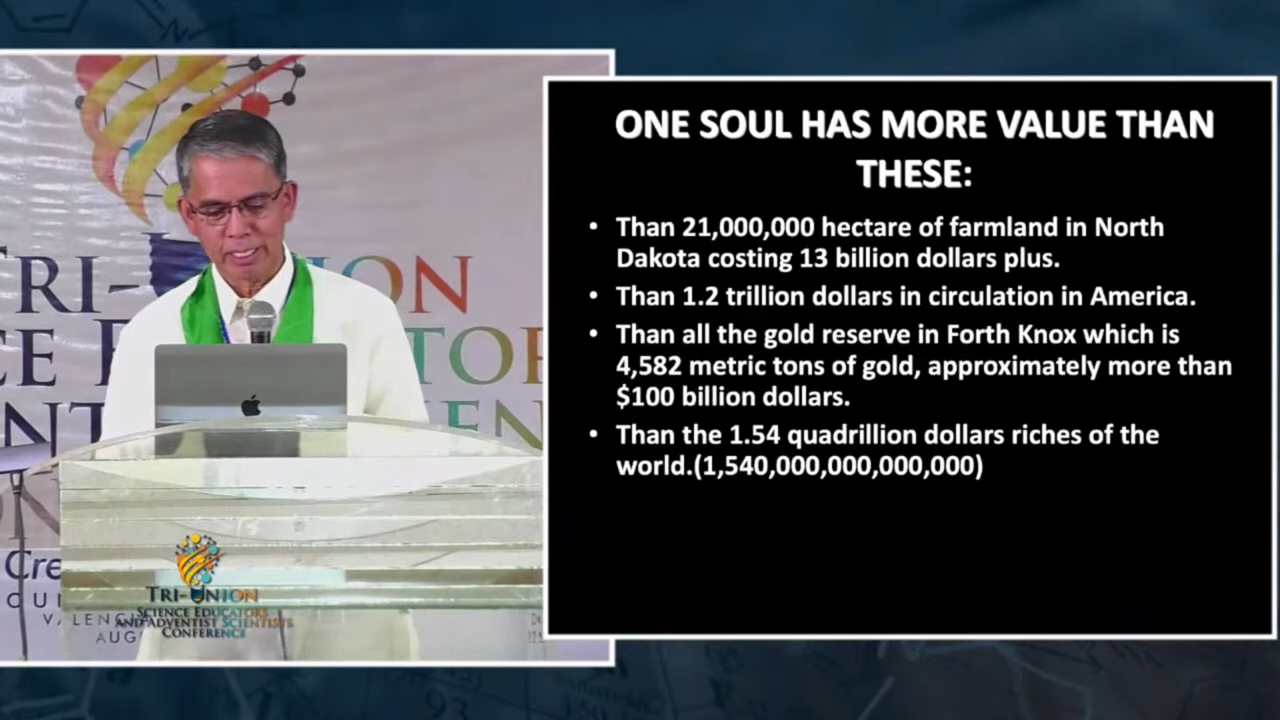 ONE SOUL HAS MORE VALUE THAN
THESE:
• Than 21,000,000 hectare of farmland in North
Dakota costing 13 billion dollars plus.
• Than 1.2 trillion dollars in circulation in America.
• Than all the gold reserve in Forth Knox which is
4,582 metric tons of gold, approximately more than
$100 billion dollars.
• Than the 1.54 quadrillion dollars riches of the
world.(1,540,000,000,000,000)
TRI-UNION
SCIENCE EDUCATORS
AND ADVENTIST SCIENTISTS
CONFERENCE